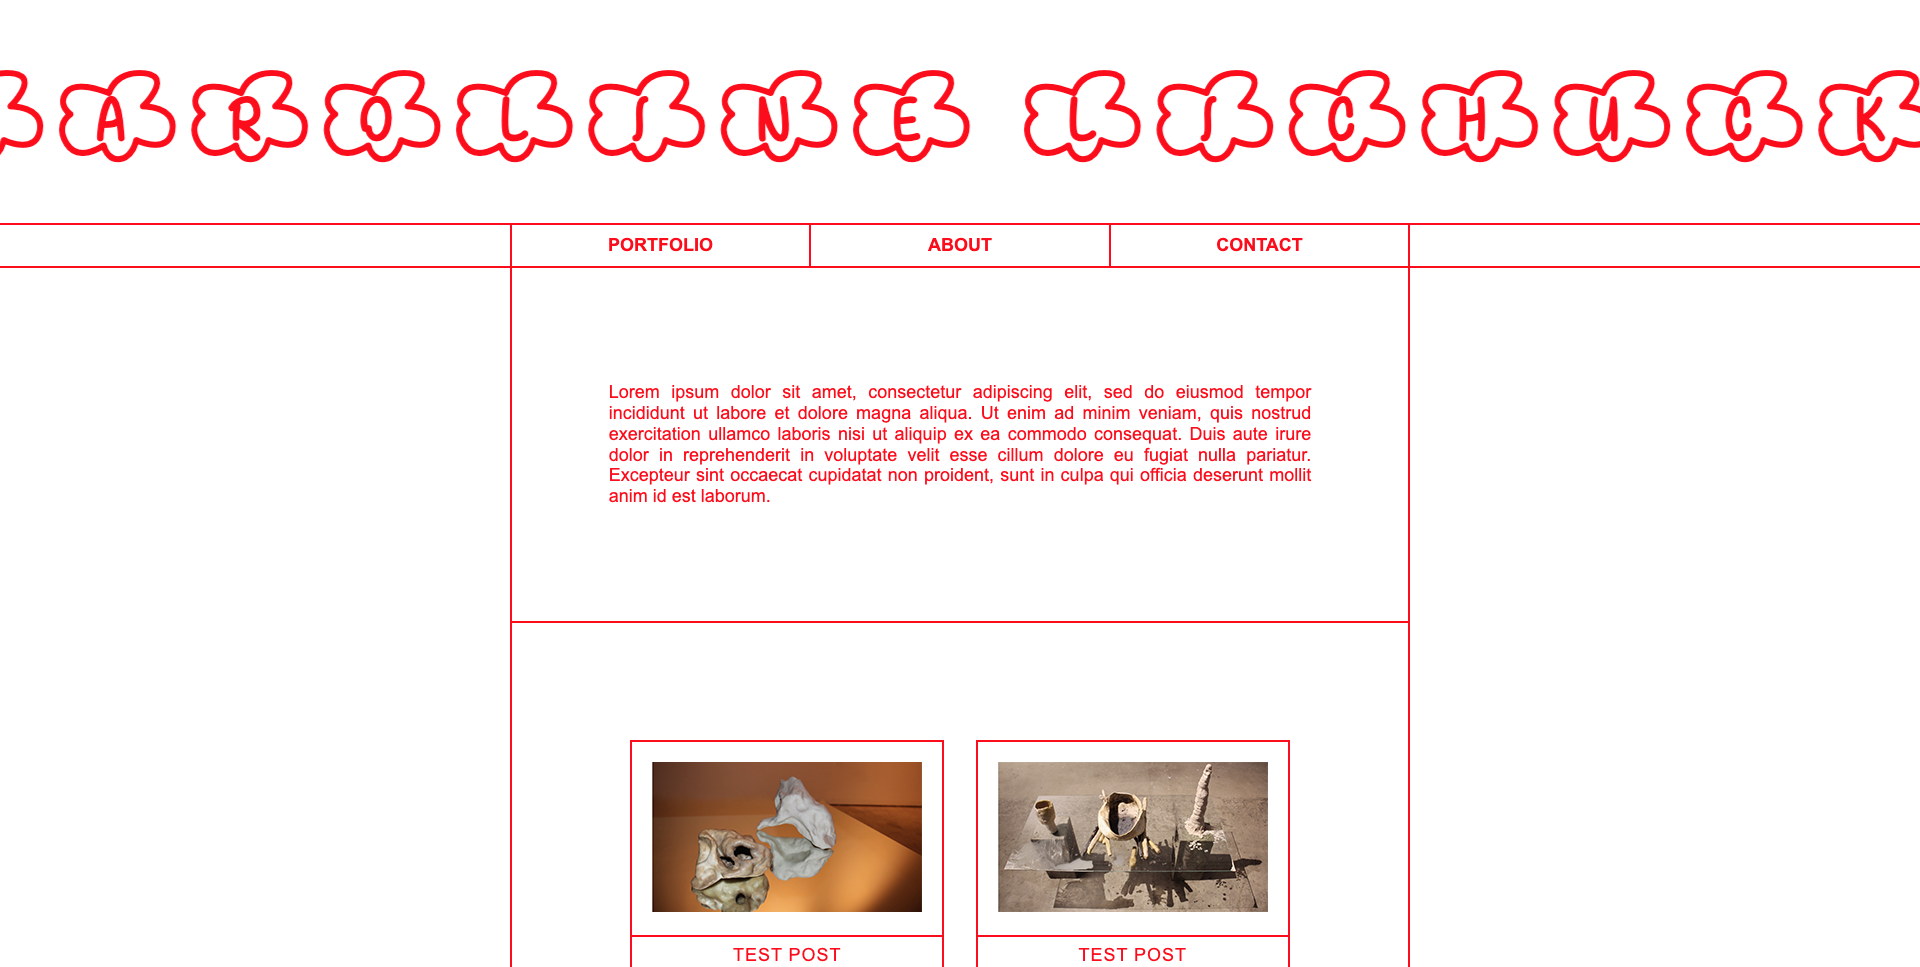 AROLINE LICHUCK
PORTFOLIO ABOUT CONTACT
Lorem ipsum dolor sit amet, consectetur adipiscing elit, sed do eiusmod tempor
incididunt ut labore et dolore magna aliqua. Ut enim ad minim veniam, quis nostrud
exercitation ullamco laboris nisi ut aliquip ex ea commodo consequat. Duis aute irure
dolor in reprehenderit in voluptate velit esse cillum dolore eu fugiat nulla pariatur.
Excepteur sint occaecat cupidatat non proident, sunt in culpa qui officia deserunt mollit
anim id est laborum.
TEST POST TEST POST